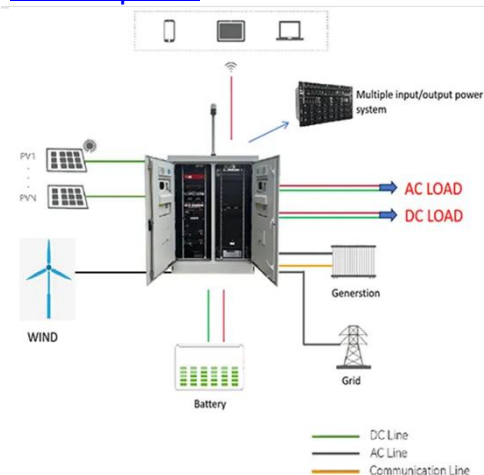 Multiple input/output power
system
PV1
PVN
AC LOAD
DC LOAD
WIND
Generstion
Grid
Battery
DC Line
AC Line
Communication Line